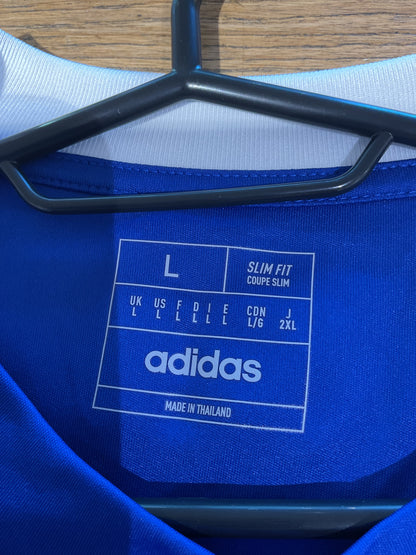 L
SLIM FIT
COUPE SLIM
UK US F D I E CDN J
L L L L L L L/G 2XL
adidas
MADE IN THAILAND